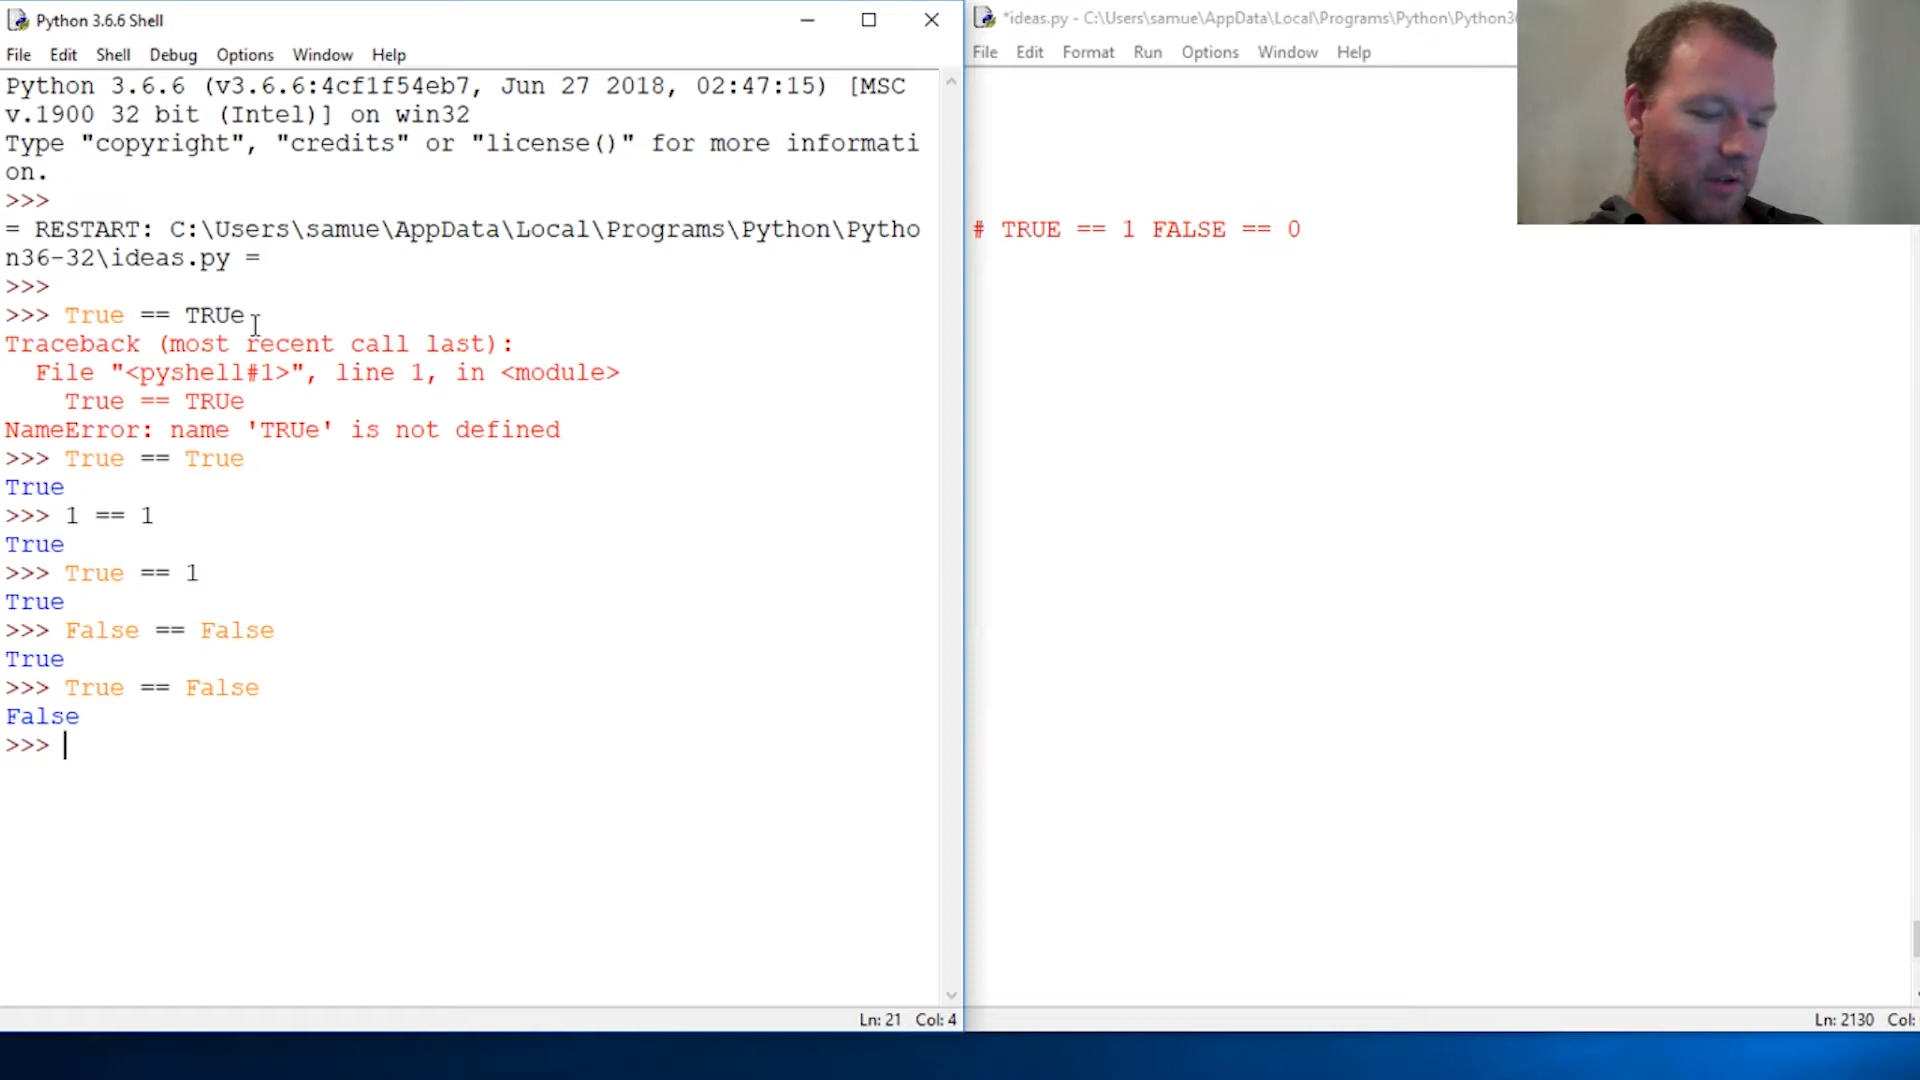 Python 3.6.6 Shell
File Edit Shell Debug Options Window Help
Python 3.6.6 (v3.6.6:4cf1f54eb7, Jun 27 2018, 02:47:15) [MSC
v.1900 32 bit (Intel)] on win32
Type "copyright", "credits" or "license()" for more informati
on.
>>>
= RESTART: C:\Users\samue\AppData\Local\Programs\Python\Pytho
n36-32\ideas.py =
>>>
>>> True == TRUe
Traceback (most recent call last):
  File "<pyshell#1>", line 1, in <module>
    True == TRUe
NameError: name 'TRUe' is not defined
>>> True == True
True
>>> 1 == 1
True
>>> True == 1
True
>>> False == False
True
>>> True == False
False
>>>
Ln: 21 Col: 4
*ideas.py - C:\Users\samue\AppData\Local\Programs\Python\Python3
File Edit Format Run Options Window Help
# TRUE == 1 FALSE == 0
Ln: 2130 Col: